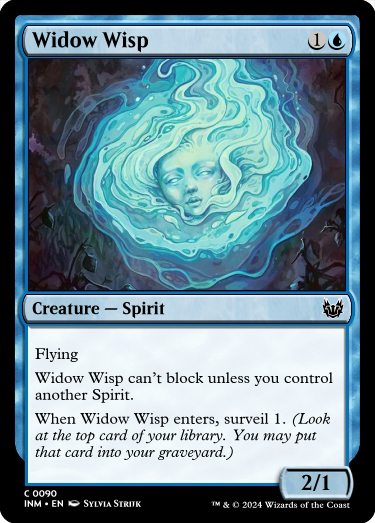 Widow Wisp 1
Creature — Spirit
Flying
Widow Wisp can't block unless you control
another Spirit.
When Widow Wisp enters, surveil 1. (Look
at the top card of your library. You may put
that card into your graveyard.)
2/1
C 0090
INM • EN Sylvia Strijk
™ & © 2024 Wizards of the Coast